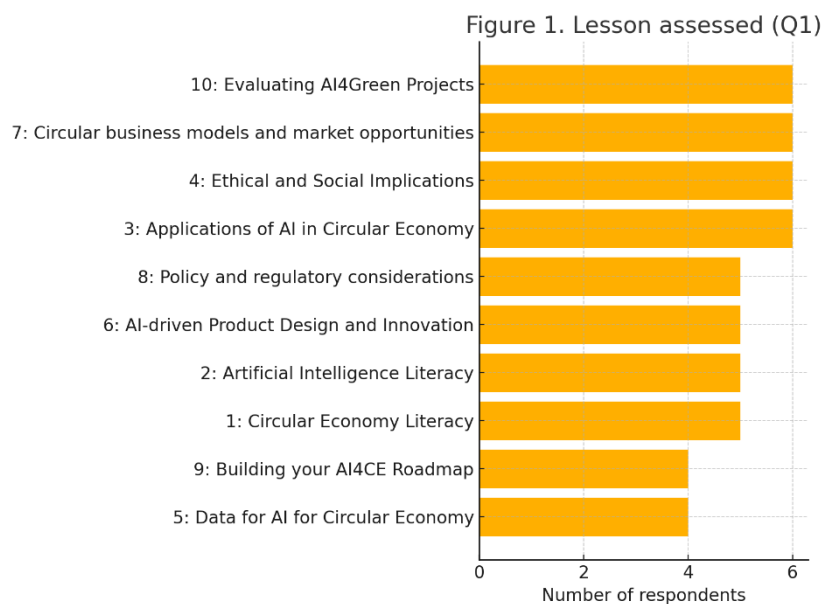 Figure 1. Lesson assessed (Q1)
10: Evaluating AI4Green Projects
7: Circular business models and market opportunities
4: Ethical and Social Implications
3: Applications of AI in Circular Economy
8: Policy and regulatory considerations
6: AI-driven Product Design and Innovation
2: Artificial Intelligence Literacy
1: Circular Economy Literacy
9: Building your AI4CE Roadmap
5: Data for AI for Circular Economy
0 2 4 6
Number of respondents